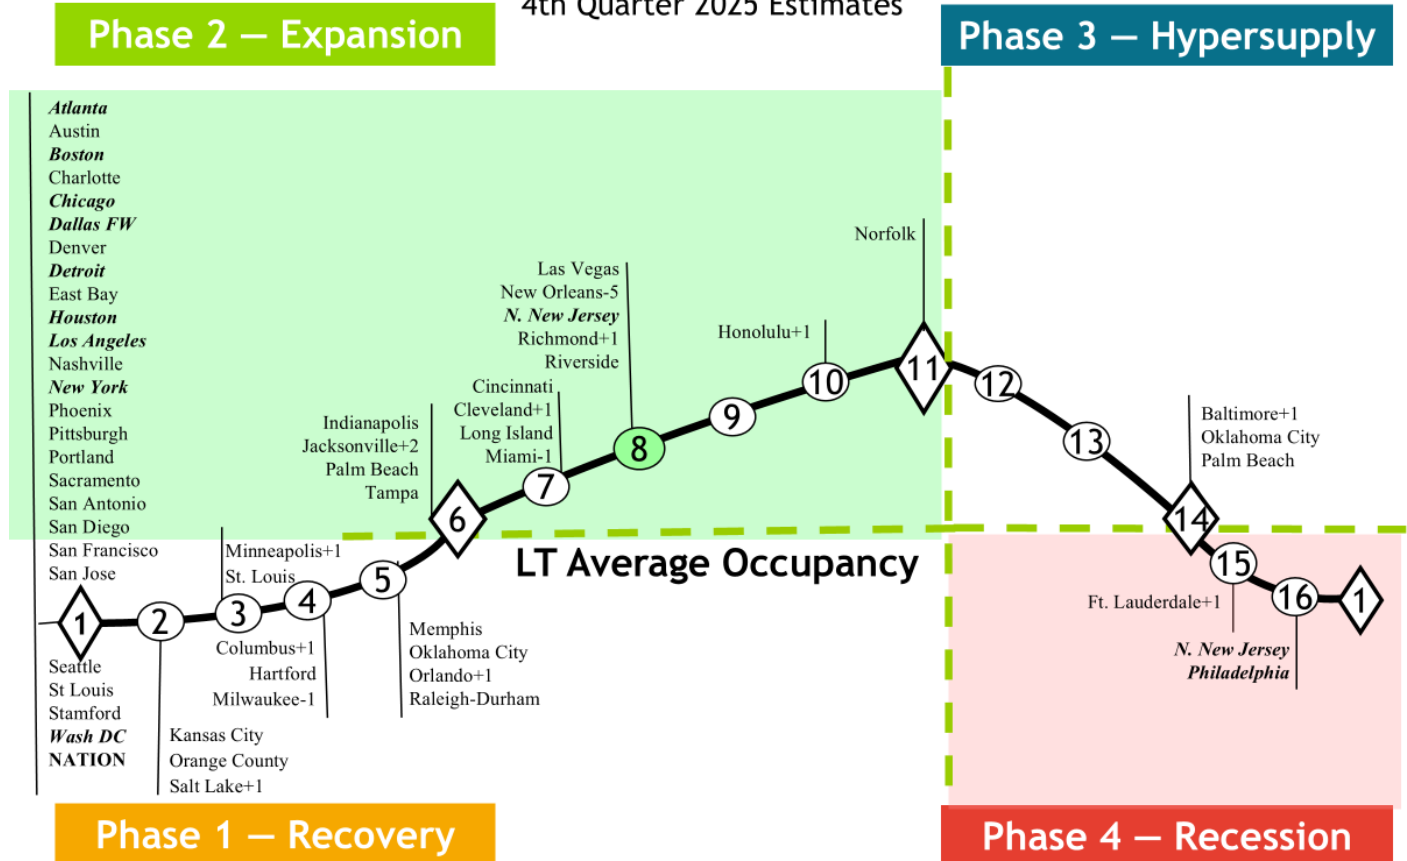 4th Quarter 2025 Estimates
Phase 2 — Expansion
Phase 3 — Hypersupply
Atlanta
Austin
Boston
Charlotte
Chicago
Dallas FW
Denver
Detroit
East Bay
Houston
Los Angeles
Nashville
New York
Phoenix
Pittsburgh
Portland
Sacramento
San Antonio
San Diego
San Francisco
San Jose
1
Seattle
St Louis
Stamford
Wash DC
NATION
2
Kansas City
Orange County
Salt Lake+1
Minneapolis+1
St. Louis
3
4
Columbus+1
Hartford
Milwaukee-1
5
Memphis
Oklahoma City
Orlando+1
Raleigh-Durham
Indianapolis
Jacksonville+2
Palm Beach
Tampa
6
Cincinnati
Cleveland+1
Long Island
Miami-1
7
Las Vegas
New Orleans-5
N. New Jersey
Richmond+1
Riverside
8
9
Honolulu+1
10
Norfolk
11
12
13
Baltimore+1
Oklahoma City
Palm Beach
14
LT Average Occupancy
15
Ft. Lauderdale+1
16
N. New Jersey
Philadelphia
1
Phase 1 — Recovery
Phase 4 — Recession